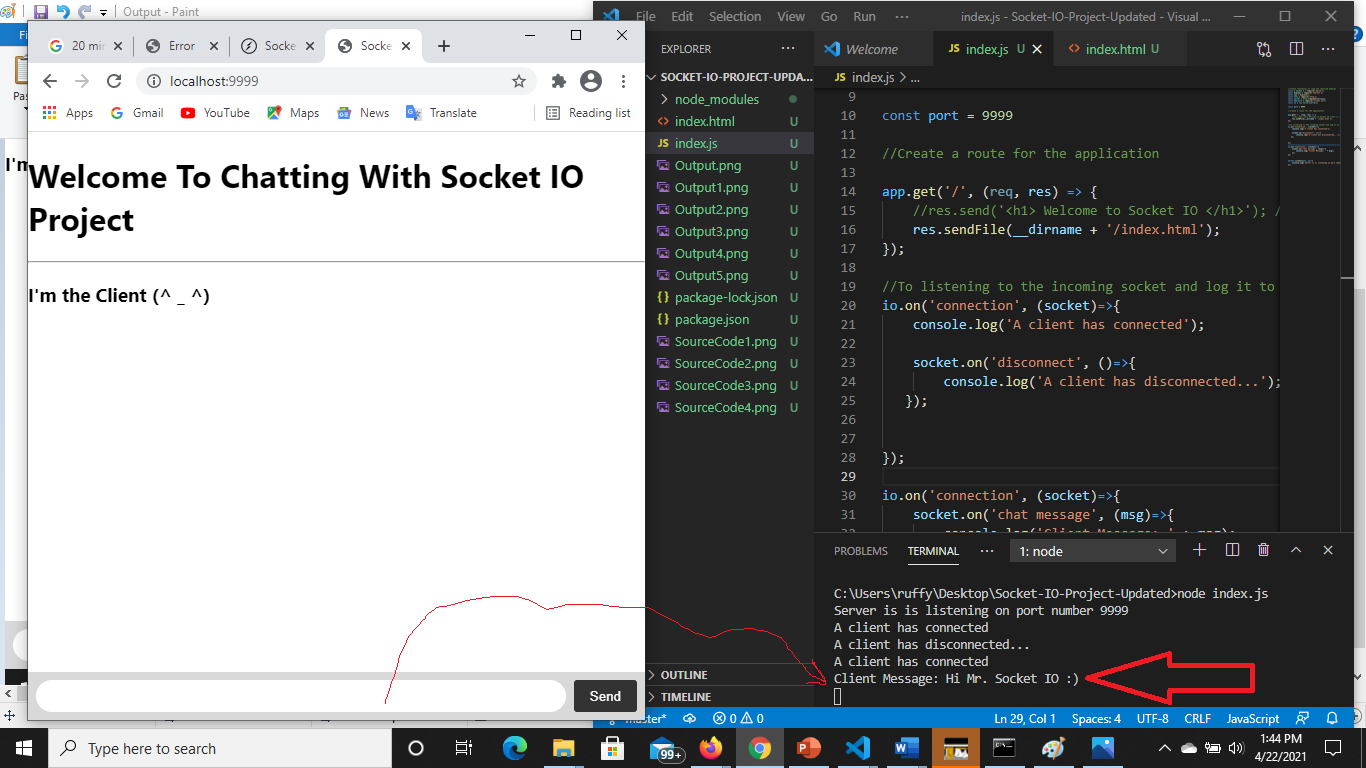 Output - Paint
File Edit Selection View Go Run ··· index.js - Socket-IO-Project-Updated - Visual ...
20 min Error Socke Socke
localhost:9999
Apps Gmail YouTube Maps News Translate Reading list
Welcome To Chatting With Socket IO
Project
I'm the Client (^ _ ^)
Send
I'm
EXPLORER ···
SOCKET-IO-PROJECT-UPDA...
node_modules
index.html U
index.js U
Output.png U
Output1.png U
Output2.png U
Output3.png U
Output4.png U
Output5.png U
package-lock.json U
package.json U
SourceCode1.png U
SourceCode2.png U
SourceCode3.png U
SourceCode4.png U
OUTLINE
TIMELINE
Welcome JS index.js U index.html U
JS index.js > ...
9
10 const port = 9999
11
12 //Create a route for the application
13
14 app.get('/', (req, res) => {
15 //res.send('<h1> Welcome to Socket IO </h1>'); /
16 res.sendFile(__dirname + '/index.html');
17 });
18
19 //To listening to the incoming socket and log it to
20 io.on('connection', (socket)=>{
21 console.log('A client has connected');
22
23 socket.on('disconnect', ()=>{
24 console.log('A client has disconnected...');
25 });
26
27
28 });
29
30 io.on('connection', (socket)=>{
31 socket.on('chat message', (msg)=>{
PROBLEMS TERMINAL ··· 1: node
C:\Users\ruffy\Desktop\Socket-IO-Project-Updated>node index.js
Server is is listening on port number 9999
A client has connected
A client has disconnected...
A client has connected
Client Message: Hi Mr. Socket IO :)
master* 0 0 Ln 29, Col 1 Spaces: 4 UTF-8 CRLF JavaScript
Type here to search 99+ 1:44 PM
4/22/2021